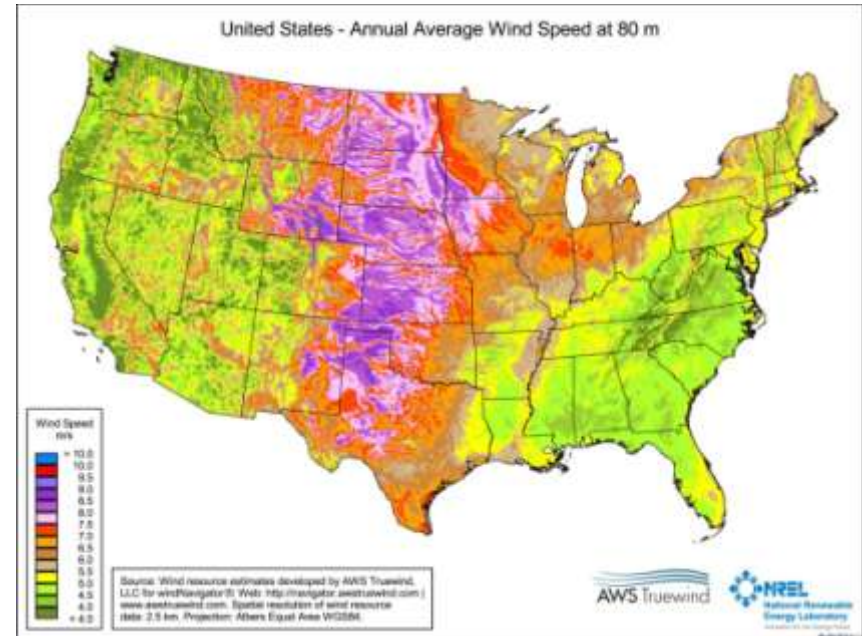 United States - Annual Average Wind Speed at 80 m
Wind Speed
m/s
> 10.0
10.0
9.5
9.0
8.5
8.0
7.5
7.0
6.5
6.0
5.5
5.0
4.5
4.0
< 4.0
Source: Wind resource estimates developed by AWS Truewind,
LLC for windNavigator®. Web: http://navigator.awstruewind.com |
www.awstruewind.com. Spatial resolution of wind resource
data: 2.5 km. Projection: Albers Equal Area WGS84.
AWS Truewind
NREL
National Renewable
Energy Laboratory